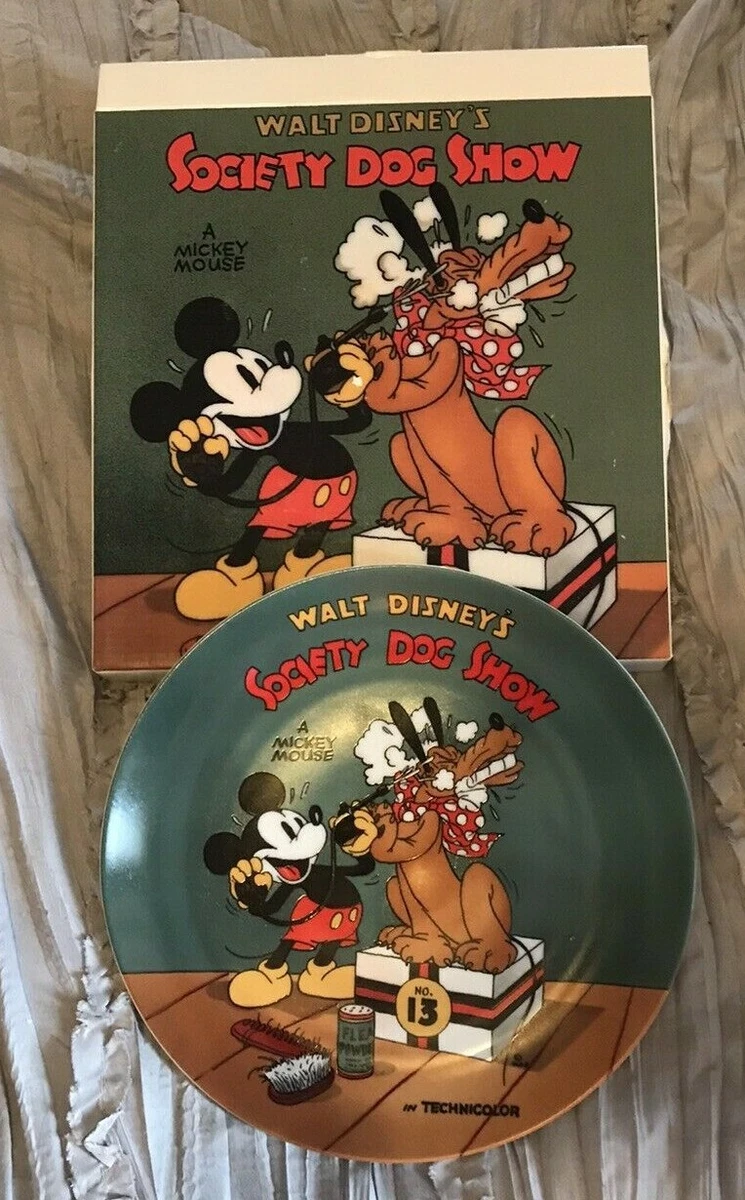 WALT DISNEY'S
SOCIETY DOG SHOW
A
MICKEY
MOUSE
WALT DISNEY'S
SOCIETY DOG SHOW
A
MICKEY
MOUSE
NO.
13
FLEA
POWDER
IN TECHNICOLOR